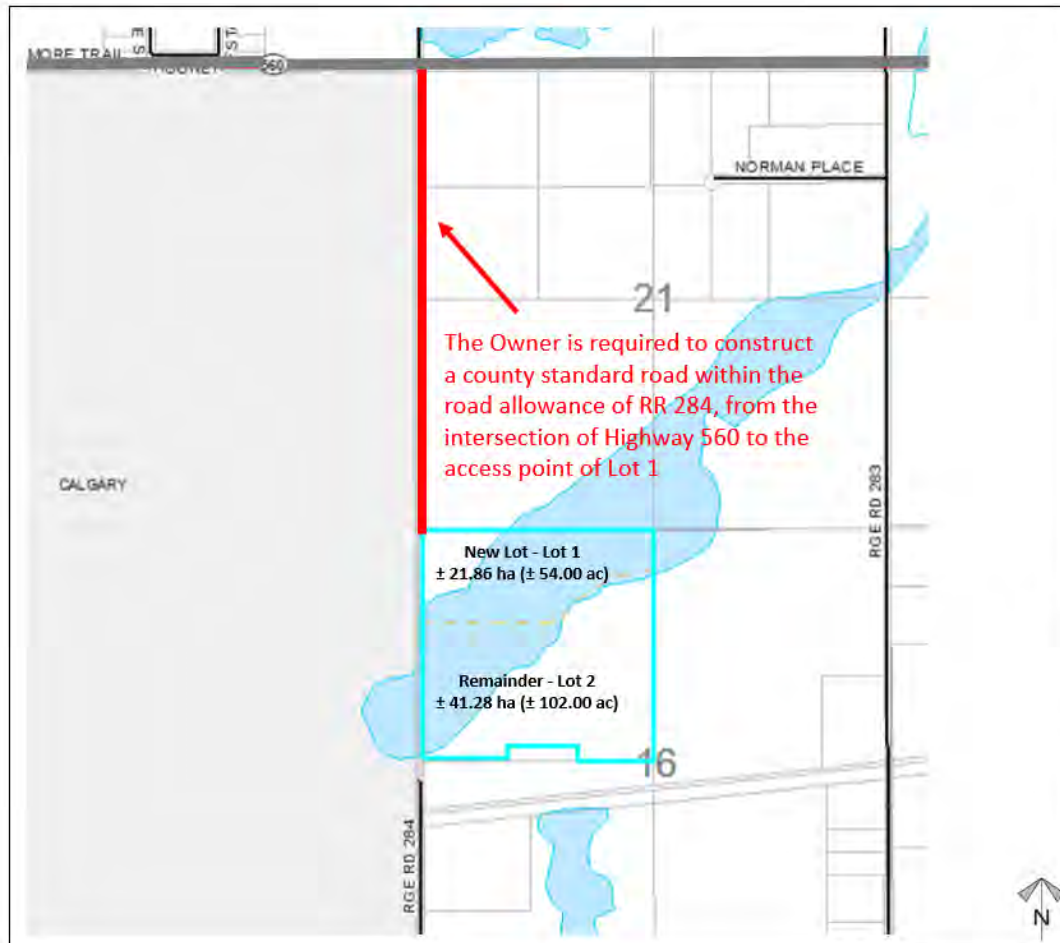 MORE TRAIL
560
NORMAN PLACE
21
The Owner is required to construct
a county standard road within the
road allowance of RR 284, from the
intersection of Highway 560 to the
access point of Lot 1
CALGARY
RGE RD 283
New Lot - Lot 1
± 21.86 ha (± 54.00 ac)
Remainder - Lot 2
± 41.28 ha (± 102.00 ac)
16
RGE RD 284
N